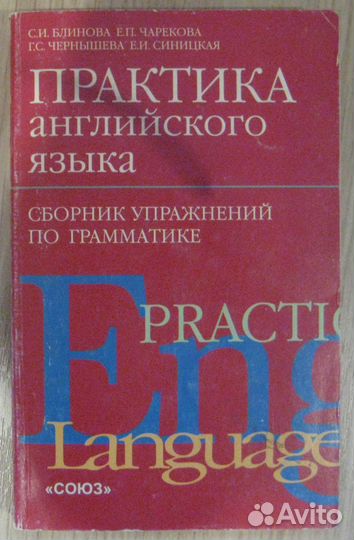 С.И. БЛИНОВА Е.П. ЧАРЕКОВА
Г.С. ЧЕРНЫШЕВА Е.И. СИНИЦКАЯ
ПРАКТИКА
английского
языка
СБОРНИК УПРАЖНЕНИЙ
ПО ГРАММАТИКЕ
PRACTIC
Eng
Language
«СОЮЗ»
Avito